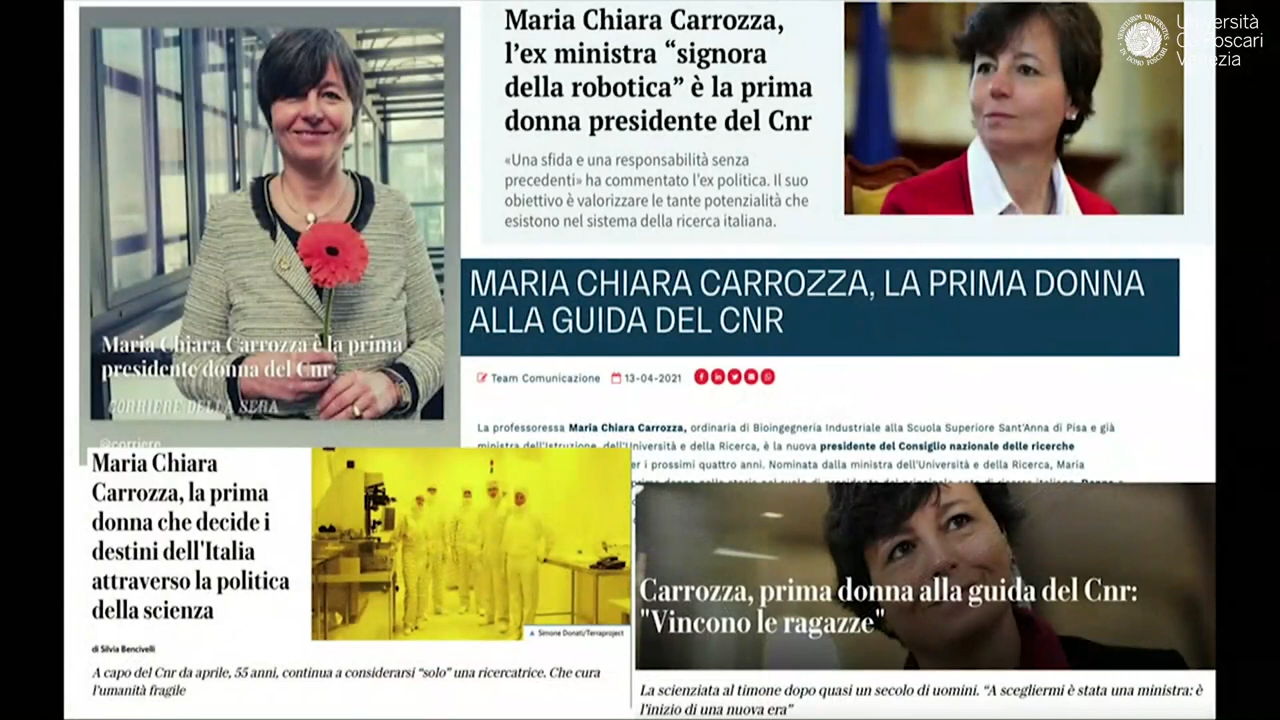 Università
Ca' Foscari
Venezia
Maria Chiara Carrozza,
l'ex ministra “signora
della robotica” è la prima
donna presidente del Cnr
«Una sfida e una responsabilità senza
precedenti» ha commentato l'ex politica. Il suo
obiettivo è valorizzare le tante potenzialità che
esistono nel sistema della ricerca italiana.
Maria Chiara Carrozza è la prima
presidente donna del Cnr
CORRIERE DELLA SERA
@corriere
MARIA CHIARA CARROZZA, LA PRIMA DONNA
ALLA GUIDA DEL CNR
Team Comunicazione 13-04-2021
La professoressa Maria Chiara Carrozza, ordinaria di Bioingegneria Industriale alla Scuola Superiore Sant'Anna di Pisa e già
ministra dell'Istruzione, dell'Università e della Ricerca, è la nuova presidente del Consiglio nazionale delle ricerche
per i prossimi quattro anni. Nominata dalla ministra dell'Università e della Ricerca, Maria
Maria Chiara
Carrozza, la prima
donna che decide i
destini dell'Italia
attraverso la politica
della scienza
Simone Donati/Terraproject
di Silvia Bencivelli
A capo del Cnr da aprile, 55 anni, continua a considerarsi “solo” una ricercatrice. Che cura
l'umanità fragile
Carrozza, prima donna alla guida del Cnr:
"Vincono le ragazze"
La scienziata al timone dopo quasi un secolo di uomini. “A scegliermi è stata una ministra: è
l'inizio di una nuova era”